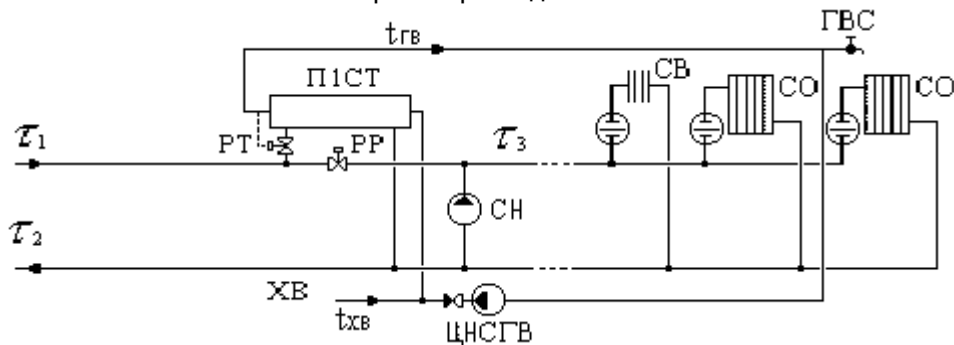 ГВС
tГВ
СВ
П1СТ
СО
СО
τ1
РТ
РР
τ3
СН
τ2
ХВ
tХВ
ЦНСГВ